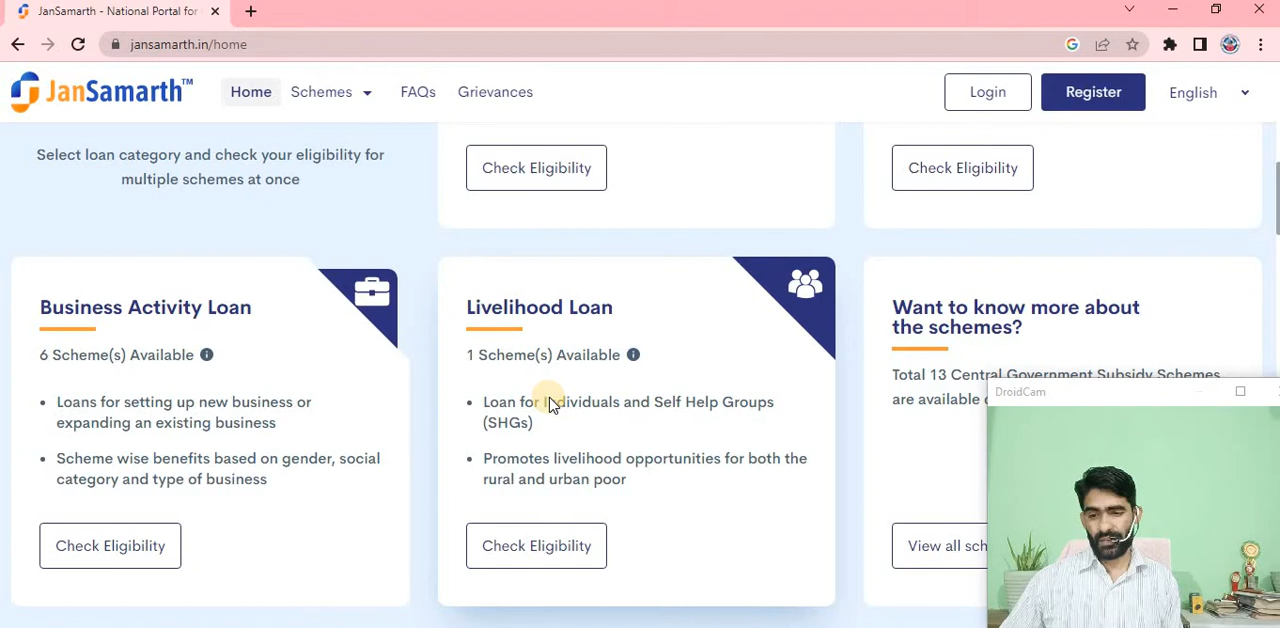 JanSamarth - National Portal for
jansamarth.in/home
JanSamarth™
Home
Schemes
FAQs
Grievances
Login
Register
English
Select loan category and check your eligibility for
multiple schemes at once
Check Eligibility
Check Eligibility
Business Activity Loan
6 Scheme(s) Available
Loans for setting up new business or
expanding an existing business
Scheme wise benefits based on gender, social
category and type of business
Check Eligibility
Livelihood Loan
1 Scheme(s) Available
Loan for Individuals and Self Help Groups
(SHGs)
Promotes livelihood opportunities for both the
rural and urban poor
Check Eligibility
Want to know more about
the schemes?
Total 13 Central Government Subsidy Schemes
are available
View all
DroidCam